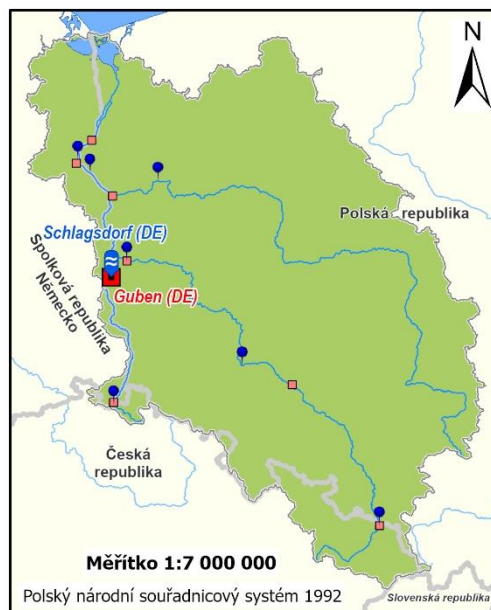 N
Polská republika
Schlagsdorf (DE)
Spolková republika
Německo
Guben (DE)
Česká
republika
Měřítko 1:7 000 000
Polský národní souřadnicový systém 1992
Slovenská republika